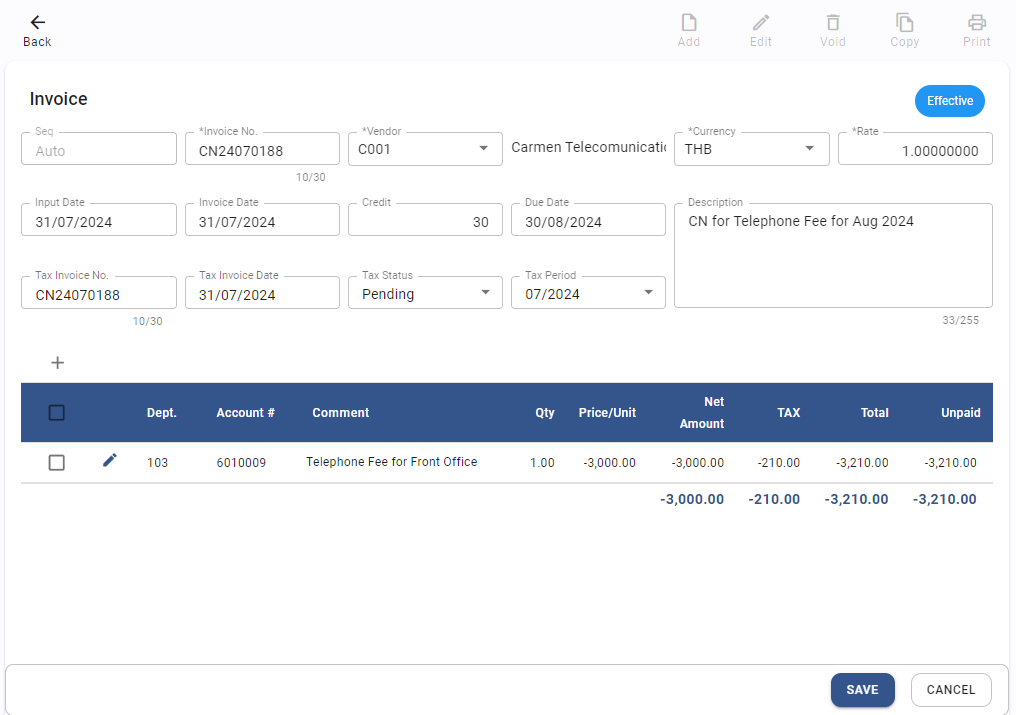 Back
Add
Edit
Void
Copy
Print
Invoice
Effective
Seq
Auto
*Invoice No.
CN24070188
10/30
*Vendor
C001
Carmen Telecomunicati
*Currency
THB
*Rate
1.00000000
Input Date
31/07/2024
Invoice Date
31/07/2024
Credit
30
Due Date
30/08/2024
Description
CN for Telephone Fee for Aug 2024
33/255
Tax Invoice No.
CN24070188
10/30
Tax Invoice Date
31/07/2024
Tax Status
Pending
Tax Period
07/2024
Dept. Account # Comment Qty Price/Unit Net Amount TAX Total Unpaid
103 6010009 Telephone Fee for Front Office 1.00 -3,000.00 -3,000.00 -210.00 -3,210.00 -3,210.00
-3,000.00 -210.00 -3,210.00 -3,210.00
SAVE
CANCEL